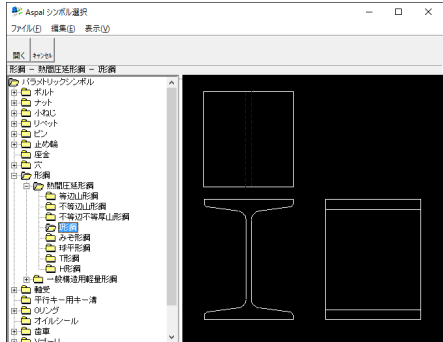 Aspal シンボル選択
ファイル(F) 編集(E) 表示(V)
開く キャンセル
形鋼 － 熱間圧延形鋼 － I形鋼
パラメトリックシンボル
ボルト
ナット
小ねじ
リベット
ピン
止め輪
座金
穴
形鋼
熱間圧延形鋼
等辺山形鋼
不等辺山形鋼
不等辺不等厚山形鋼
I形鋼
みぞ形鋼
球平形鋼
T形鋼
H形鋼
一般構造用軽量形鋼
軸受
平行キー用キー溝
Oリング
オイルシール
歯車
Vプーリ